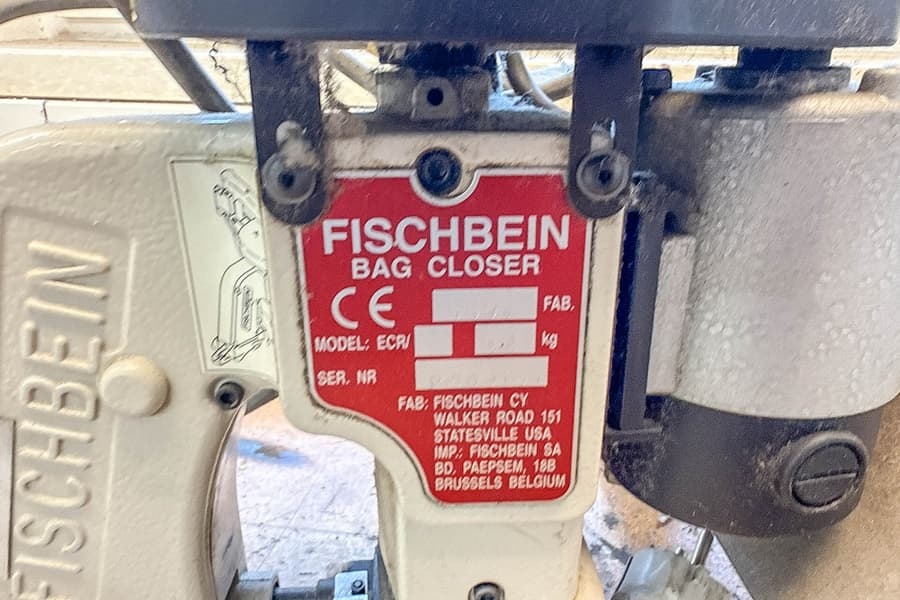 FISCHBEIN
FISCHBEIN
BAG CLOSER
CE
FAB.
MODEL: ECR/ kg
SER. NR
FAB: FISCHBEIN CY
WALKER ROAD 151
STATESVILLE USA
IMP.: FISCHBEIN SA
BD. PAEPSEM, 18B
BRUSSELS BELGIUM